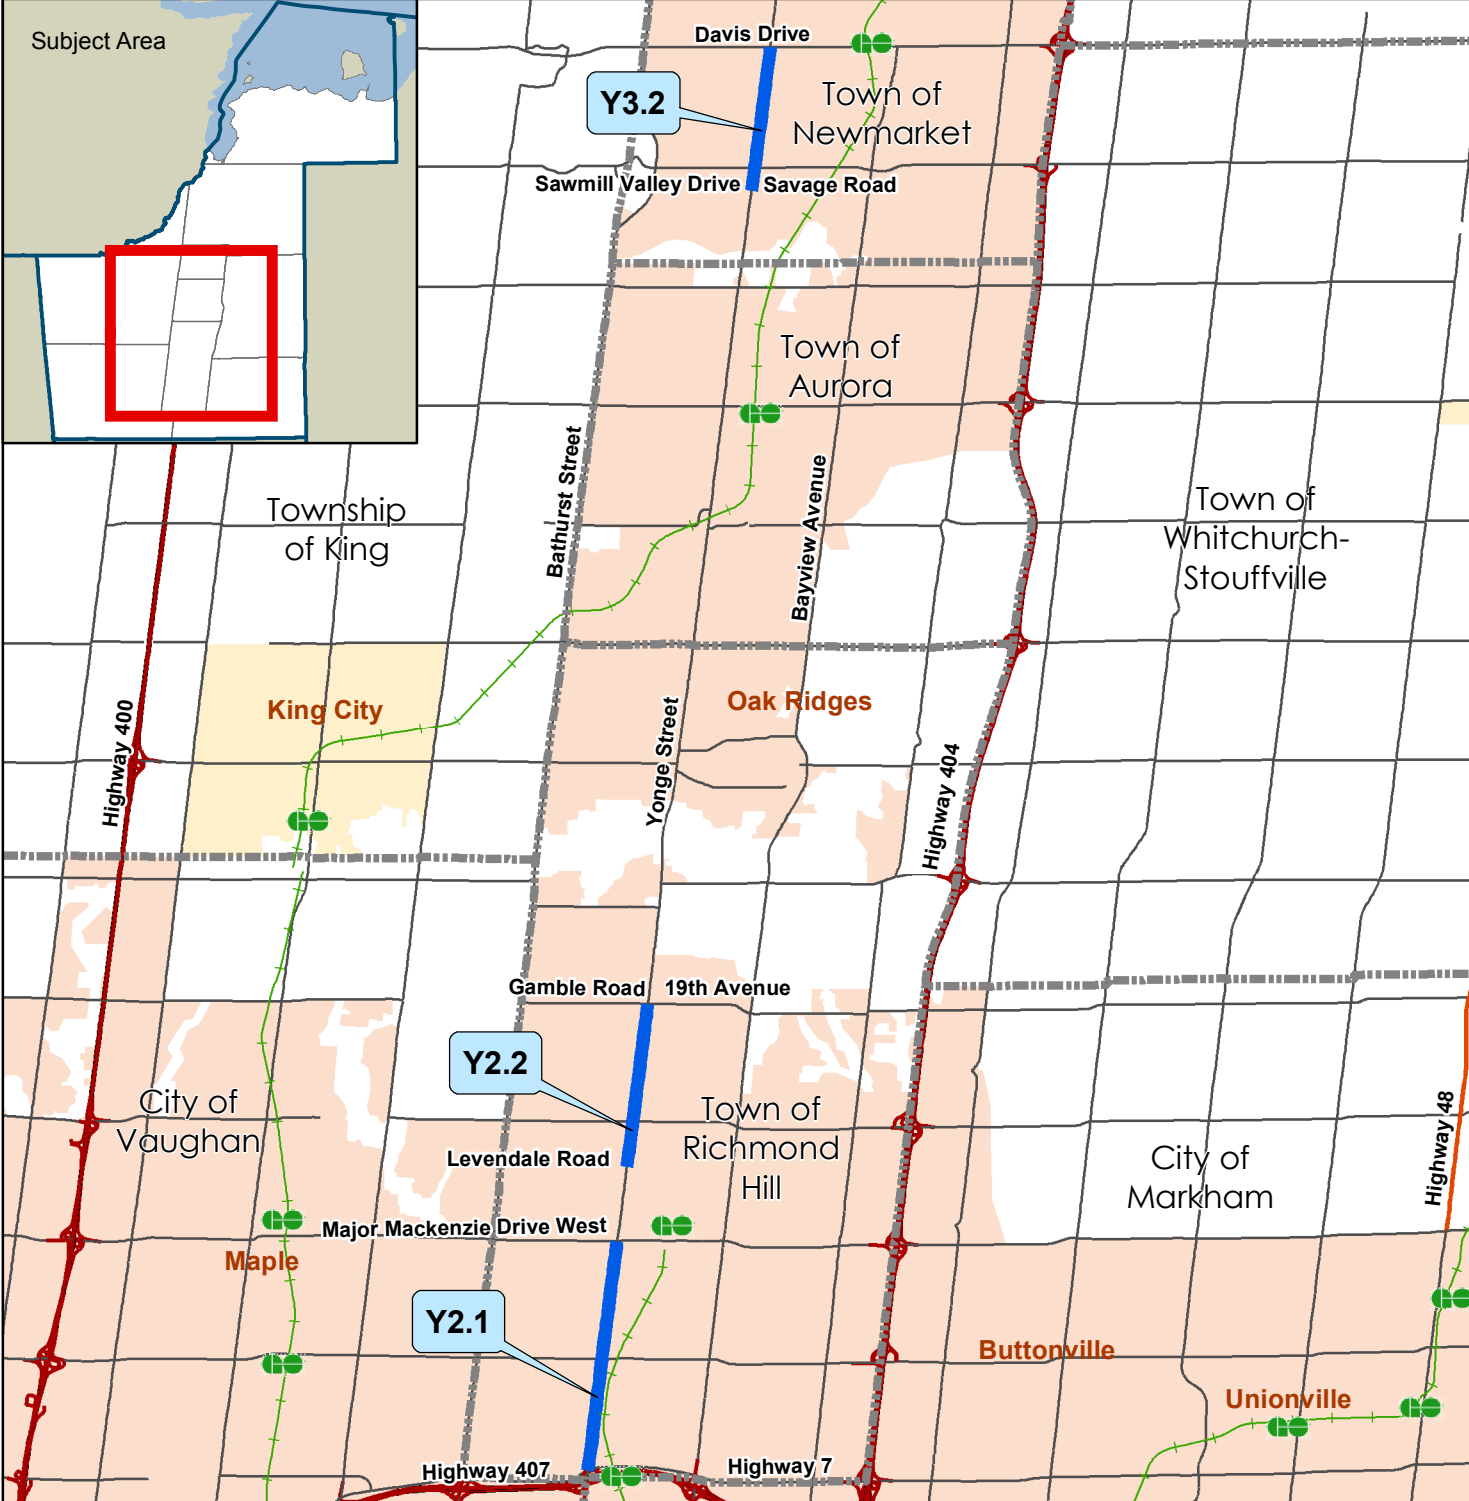 Subject Area
Davis Drive
Y3.2
Town of
Newmarket
Sawmill Valley Drive
Savage Road
Town of
Aurora
Bathurst Street
Bayview Avenue
Township
of King
Town of
Whitchurch-
Stouffville
King City
Oak Ridges
Highway 400
Yonge Street
Highway 404
Gamble Road
19th Avenue
Y2.2
City of
Vaughan
Town of
Richmond
Hill
Levendale Road
City of
Markham
Highway 48
Major Mackenzie Drive West
Maple
Y2.1
Buttonville
Unionville
Highway 407
Highway 7